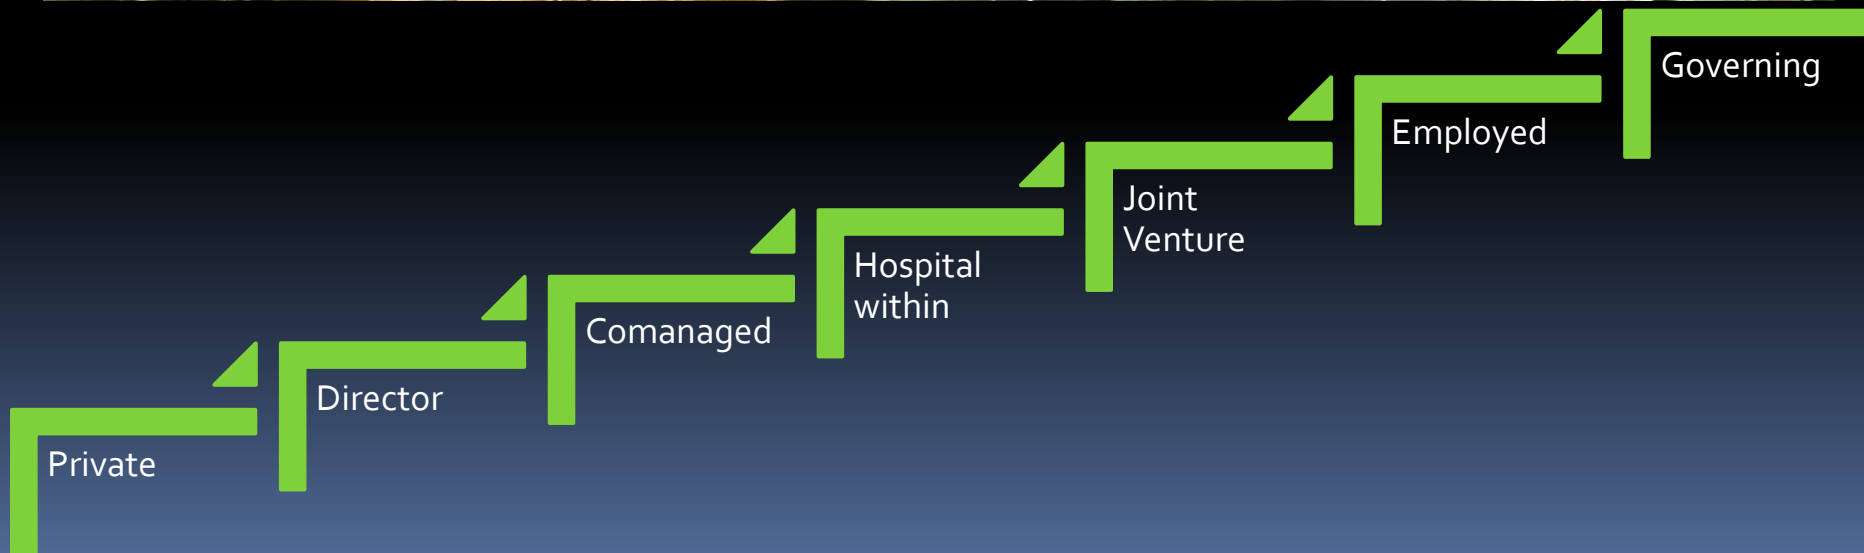 Private
Director
Comanaged
Hospital
within
Joint
Venture
Employed
Governing